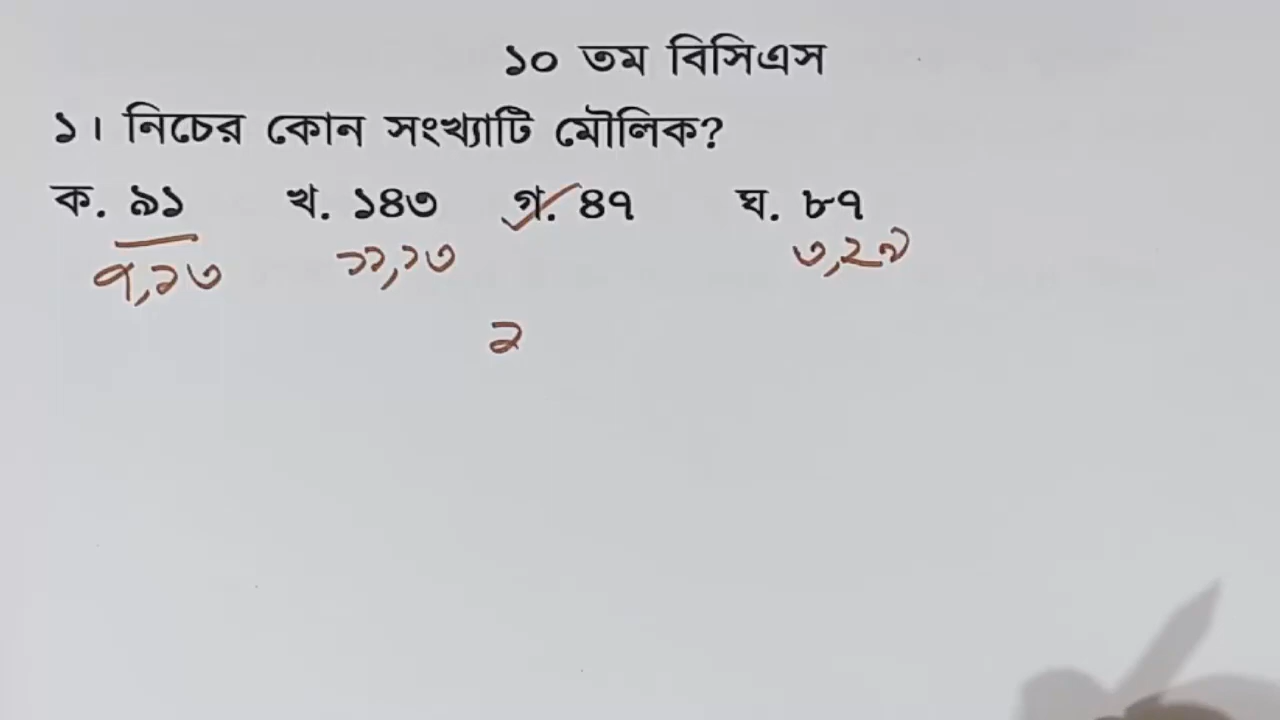 ১০ তম বিসিএস
১। নিচের কোন সংখ্যাটি মৌলিক?
ক. ৯১ খ. ১৪৩ গ. ৪৭ ঘ. ৮৭
৭,১৩ ১১,১৩ ৩,২৯
২